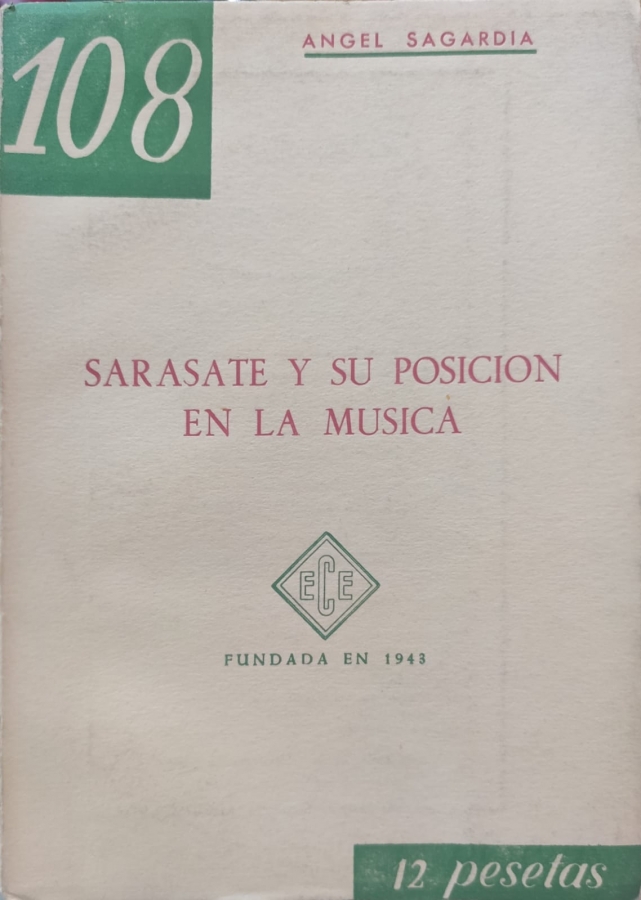 108
ANGEL SAGARDIA
SARASATE Y SU POSICION
EN LA MUSICA
ECE
FUNDADA EN 1943
12 pesetas